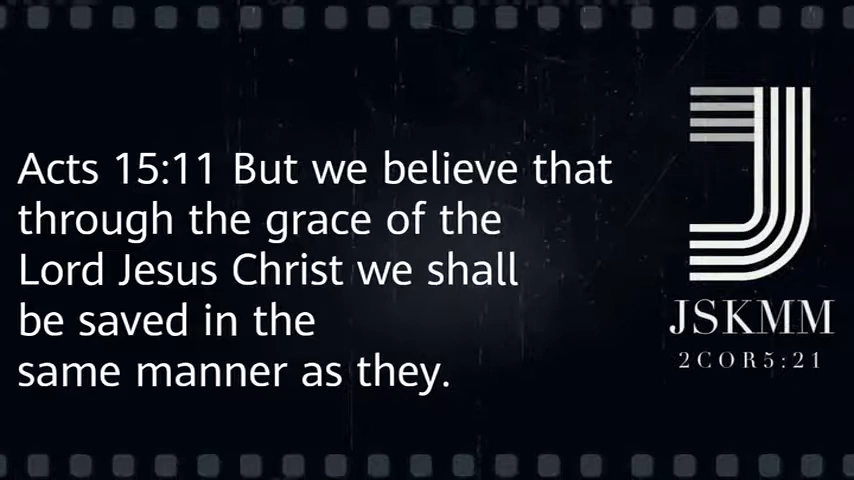 Acts 15:11 But we believe that
through the grace of the
Lord Jesus Christ we shall
be saved in the
same manner as they.
JSKMM
2COR5:21